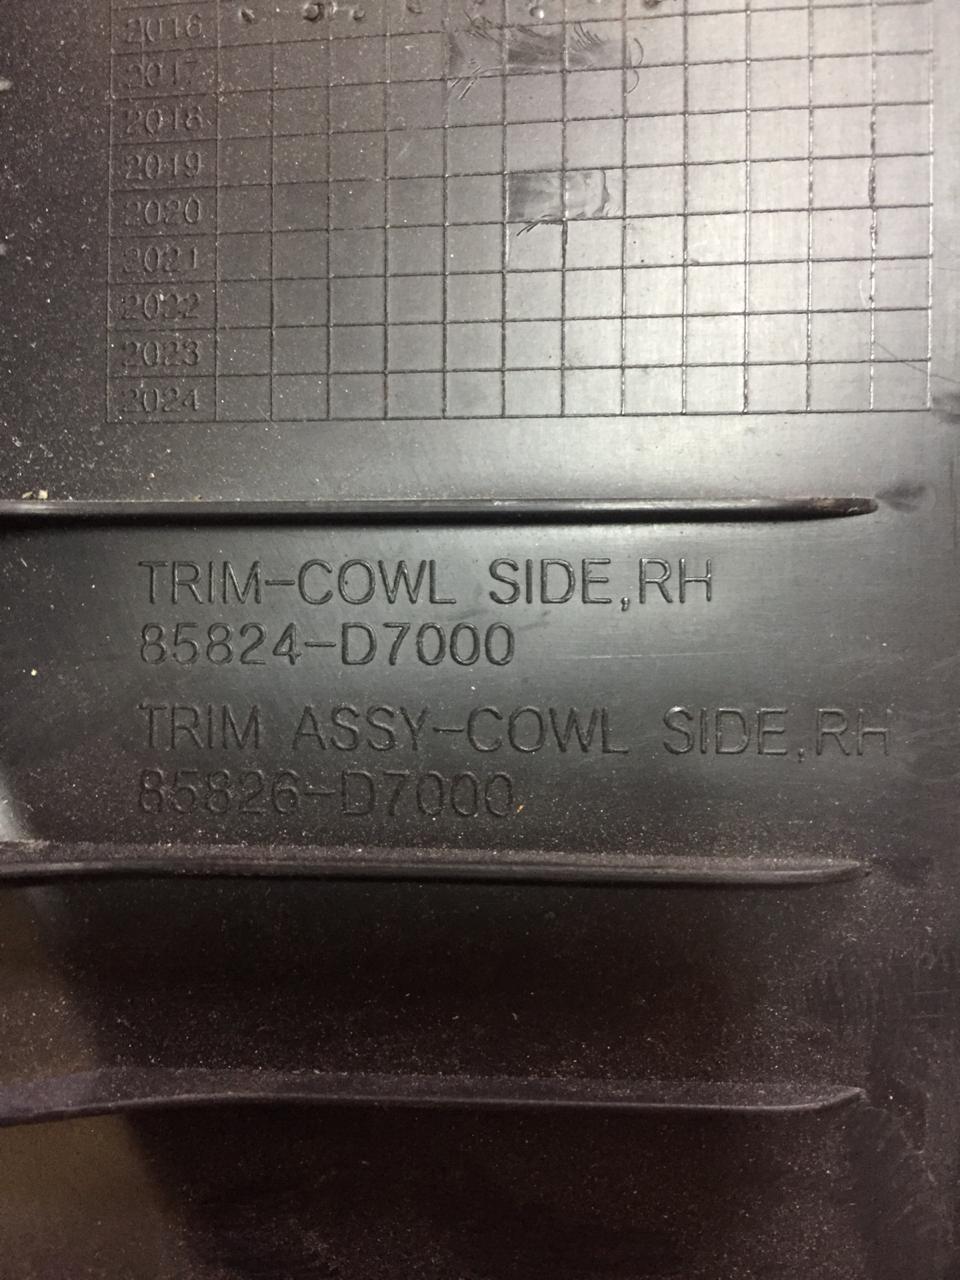 2016
2017
2018
2019
2020
2021
2022
2023
2024
TRIM-COWL SIDE,RH
85824-D7000
TRIM ASSY-COWL SIDE,RH
85826-D7000